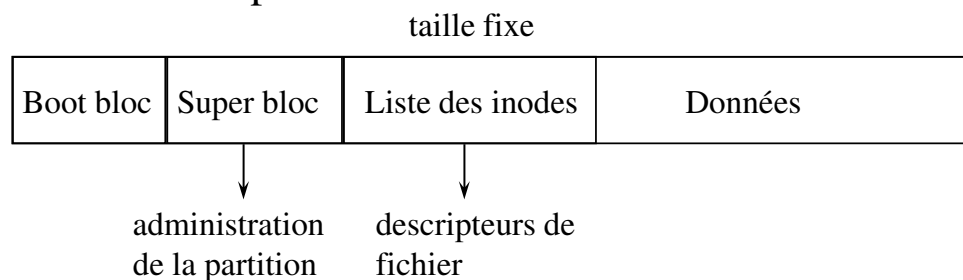 taille fixe
Boot bloc Super bloc Liste des inodes Données
administration descripteurs de
de la partition fichier